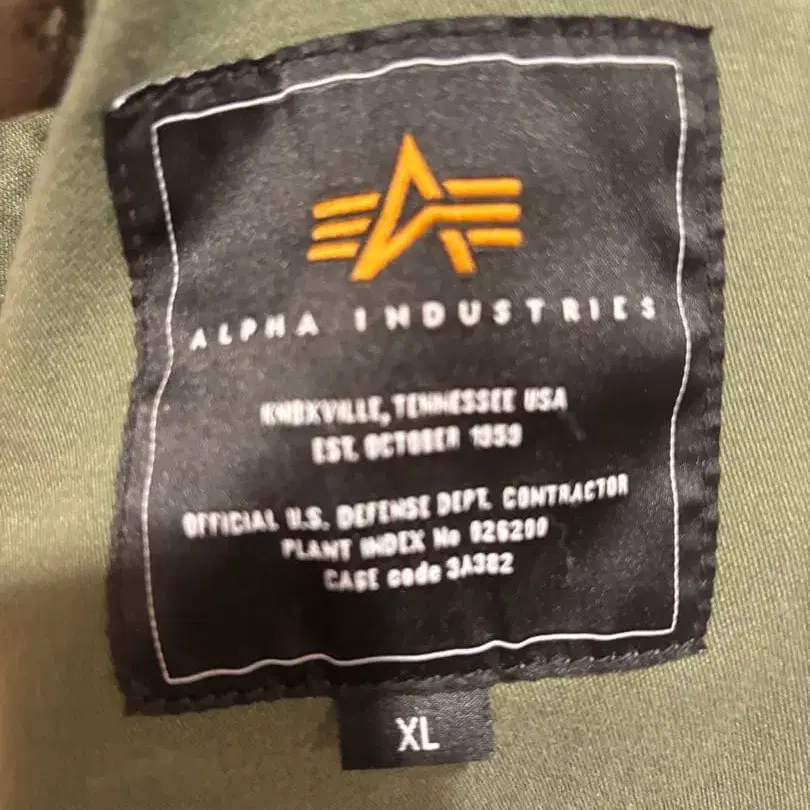 ALPHA INDUSTRIES
KNOXVILLE, TENNESSEE USA
EST. OCTOBER 1959
OFFICIAL U.S. DEFENSE DEPT. CONTRACTOR
PLANT INDEX No 826200
CAGE code 3A382
XL